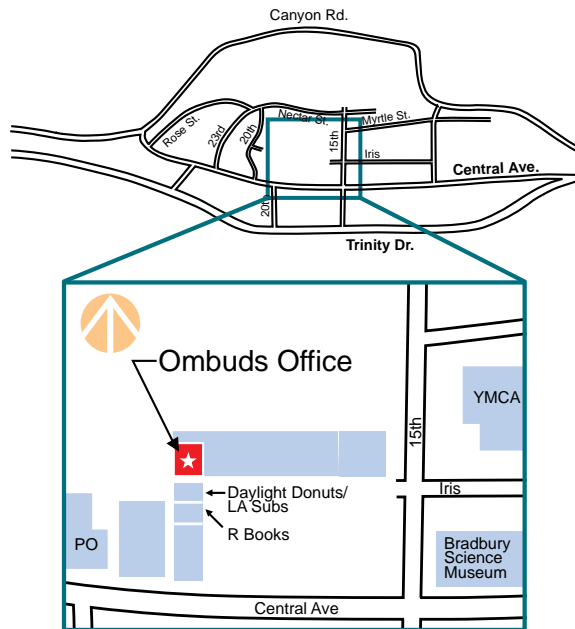 Canyon Rd.
Rose St.
23rd
20th
Nectar St.
15th
Myrtle St.
Iris
Central Ave.
20th
Trinity Dr.
Ombuds Office
15th
YMCA
Iris
Daylight Donuts/
LA Subs
R Books
PO
Bradbury
Science
Museum
Central Ave